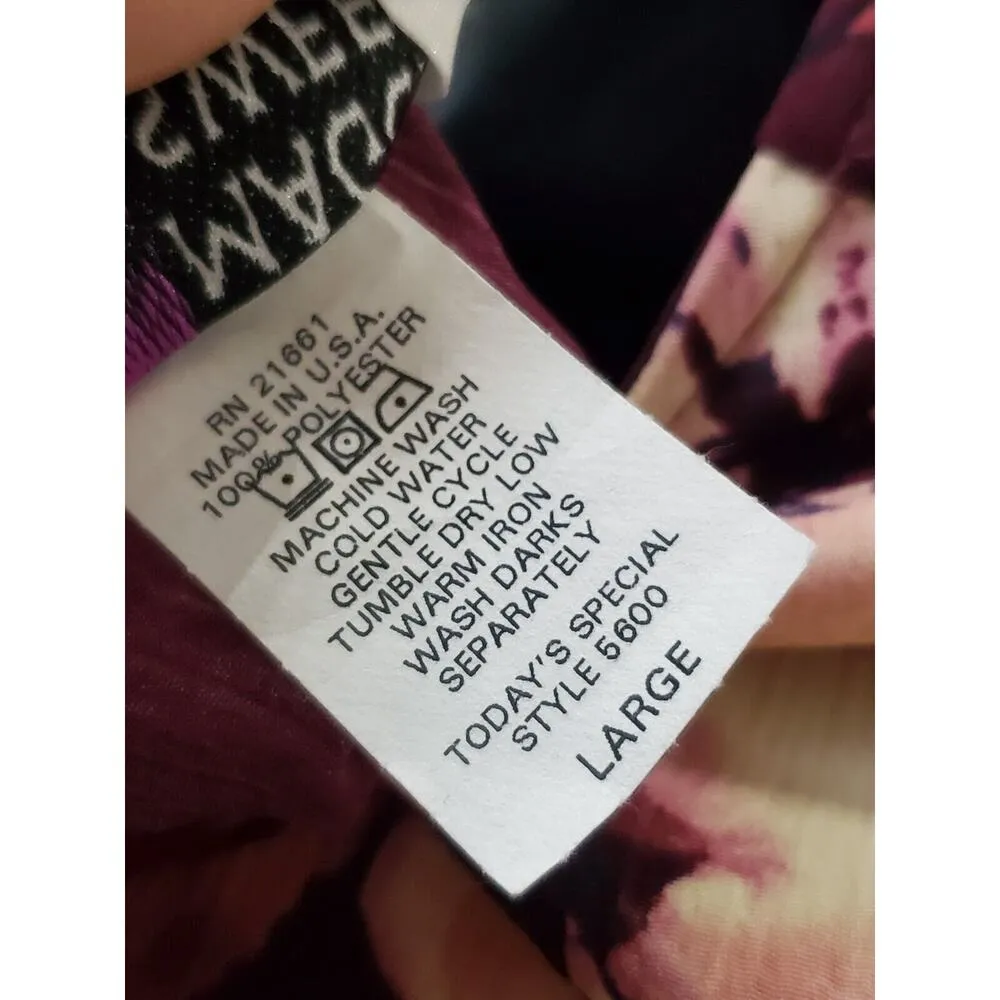 RN 21661
MADE IN U.S.A.
100% POLYESTER
MACHINE WASH
COLD WATER
GENTLE CYCLE
TUMBLE DRY LOW
WARM IRON
WASH DARKS
SEPARATELY
TODAY'S SPECIAL
STYLE 5600
LARGE